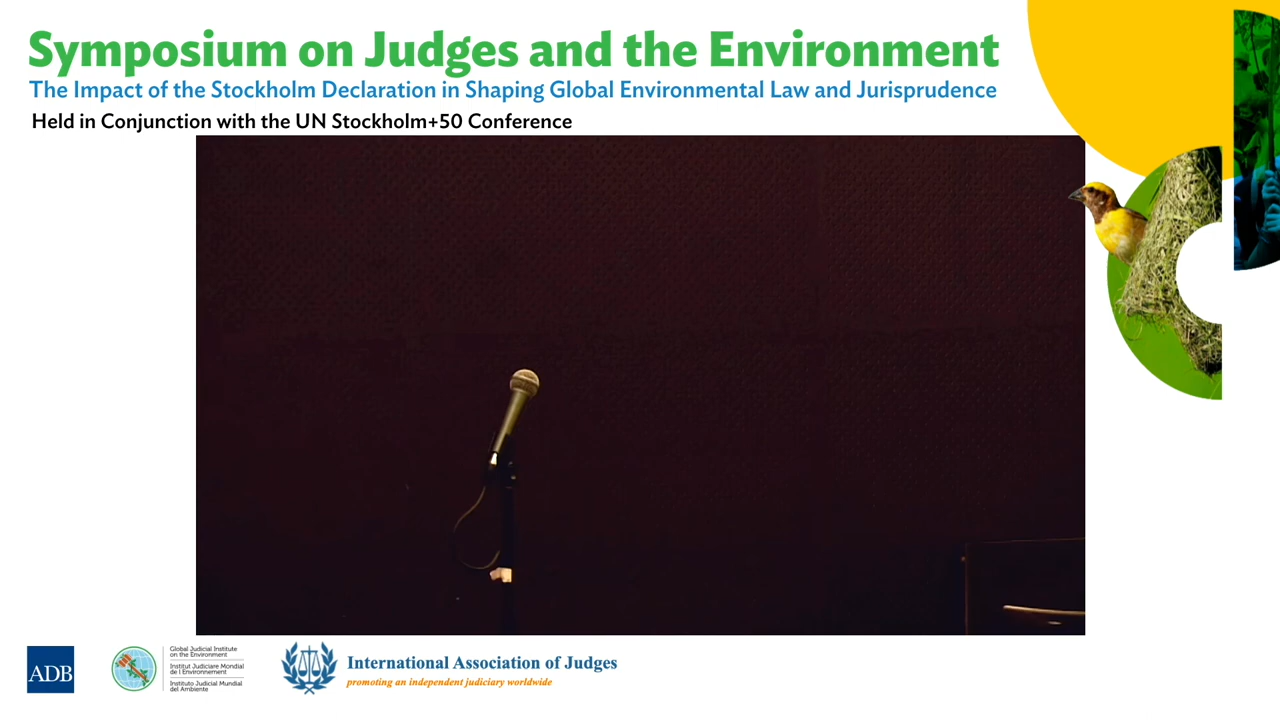 Symposium on Judges and the Environment
The Impact of the Stockholm Declaration in Shaping Global Environmental Law and Jurisprudence
Held in Conjunction with the UN Stockholm+50 Conference
ADB
Global Judicial Institute
on the Environment
Institut Judiciaire Mondial
de l Environnement
Instituto Judicial Mundial
del Ambiente
International Association of Judges
promoting an independent judiciary worldwide